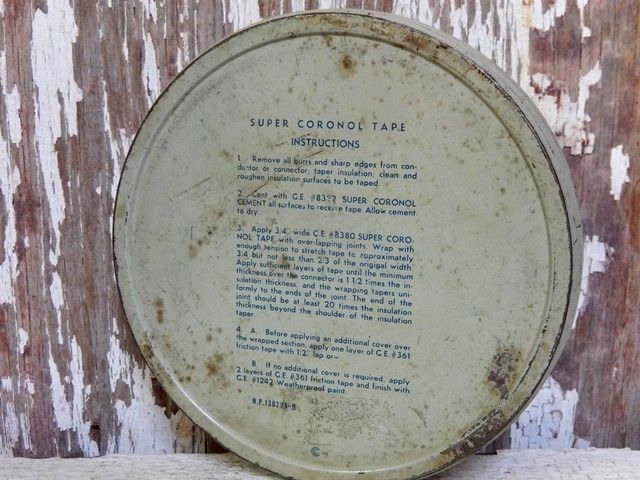 SUPER CORONOL TAPE
INSTRUCTIONS
1. Remove all burrs and sharp edges from con-
ductor or connector; taper insulation; clean and
roughen insulation surfaces to be taped.
2. Coat with G.E. SUPER CORONOL
CEMENT all surfaces to receive tape. Allow cement
to dry.
3. Apply 3/4" wide G.E. #8380 SUPER CORO-
NOL TAPE with over-lapping joints. Wrap with
enough tension to stretch tape to approximately
3/4 but not less than 2/3 of the original width.
Apply sufficient layers of tape until the minimum
thickness over the connector is 1 1/2 times the in-
sulation thickness, and the wrapping tapers uni-
formly to the ends of the joint. The end of the
joint should be at least 20 times the insulation
thickness beyond the shoulder of the insulation
taper.
4. A. Before applying an additional cover over
the wrapped section, apply one layer of G.E. #361
friction tape with 1/2" lap or—
B. If no additional cover is required, apply
2 layers of G.E. #361 friction tape and finish with
G.E. #1242 Weatherproof paint.